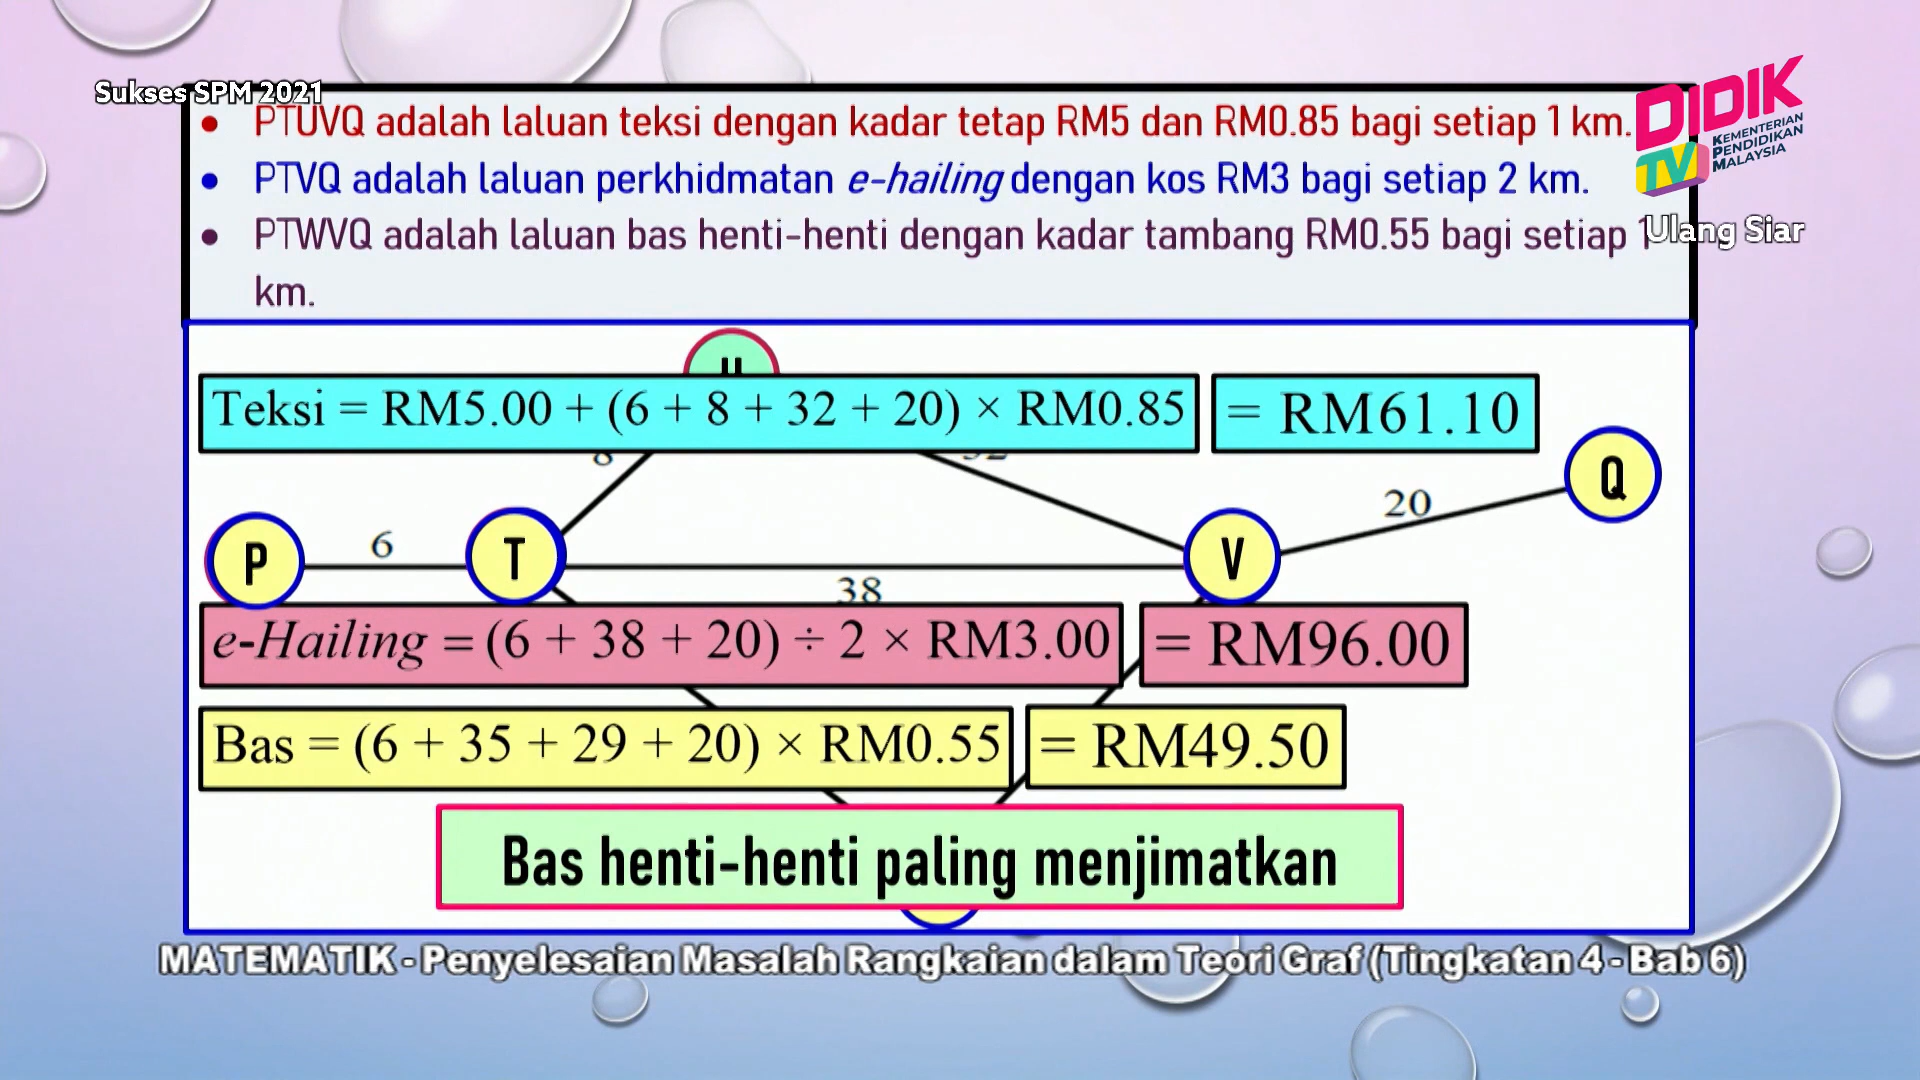 Sukses SPM 2021
• PTUVQ adalah laluan teksi dengan kadar tetap RM5 dan RM0.85 bagi setiap 1 km.
• PTVQ adalah laluan perkhidmatan e-hailing dengan kos RM3 bagi setiap 2 km.
• PTWVQ adalah laluan bas henti-henti dengan kadar tambang RM0.55 bagi setiap 1
km.
DIDIK
TV
KEMENTERIAN
PENDIDIKAN
MALAYSIA
Ulang Siar
Teksi = RM5.00 + (6 + 8 + 32 + 20) × RM0.85 = RM61.10
Q
20
P
6
T
V
38
e-Hailing = (6 + 38 + 20) ÷ 2 × RM3.00 = RM96.00
Bas = (6 + 35 + 29 + 20) × RM0.55 = RM49.50
Bas henti-henti paling menjimatkan
MATEMATIK - Penyelesaian Masalah Rangkaian dalam Teori Graf (Tingkatan 4 - Bab 6)